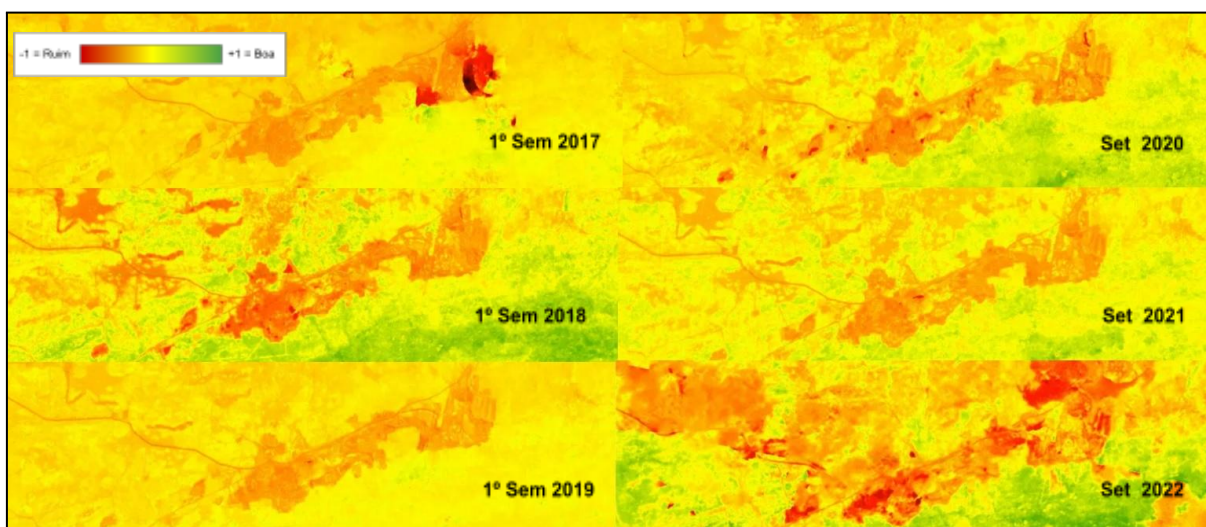 -1 = Ruim
+1 = Boa
1º Sem 2017
Set 2020
1º Sem 2018
Set 2021
1º Sem 2019
Set 2022